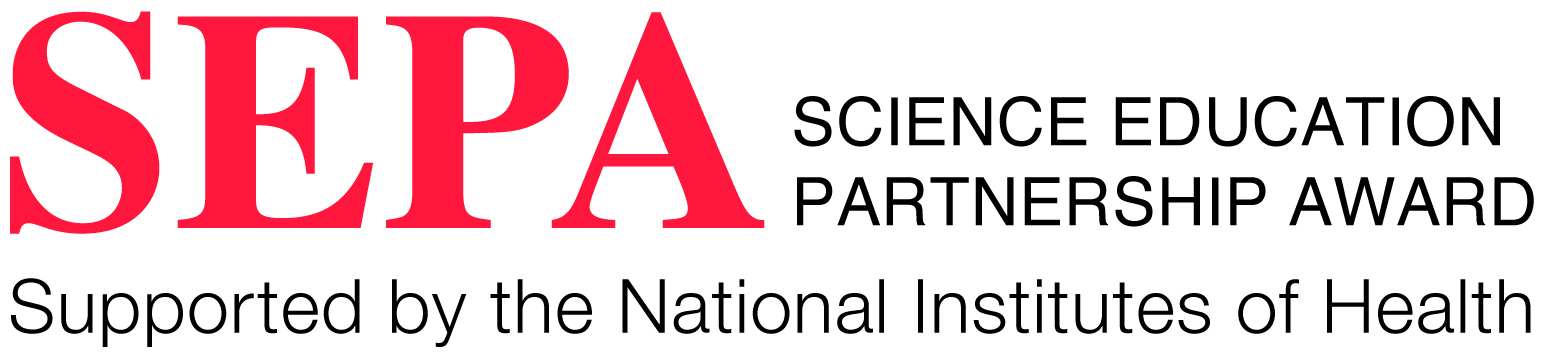 SEPA
SCIENCE EDUCATION
PARTNERSHIP AWARD
Supported by the National Institutes of Health